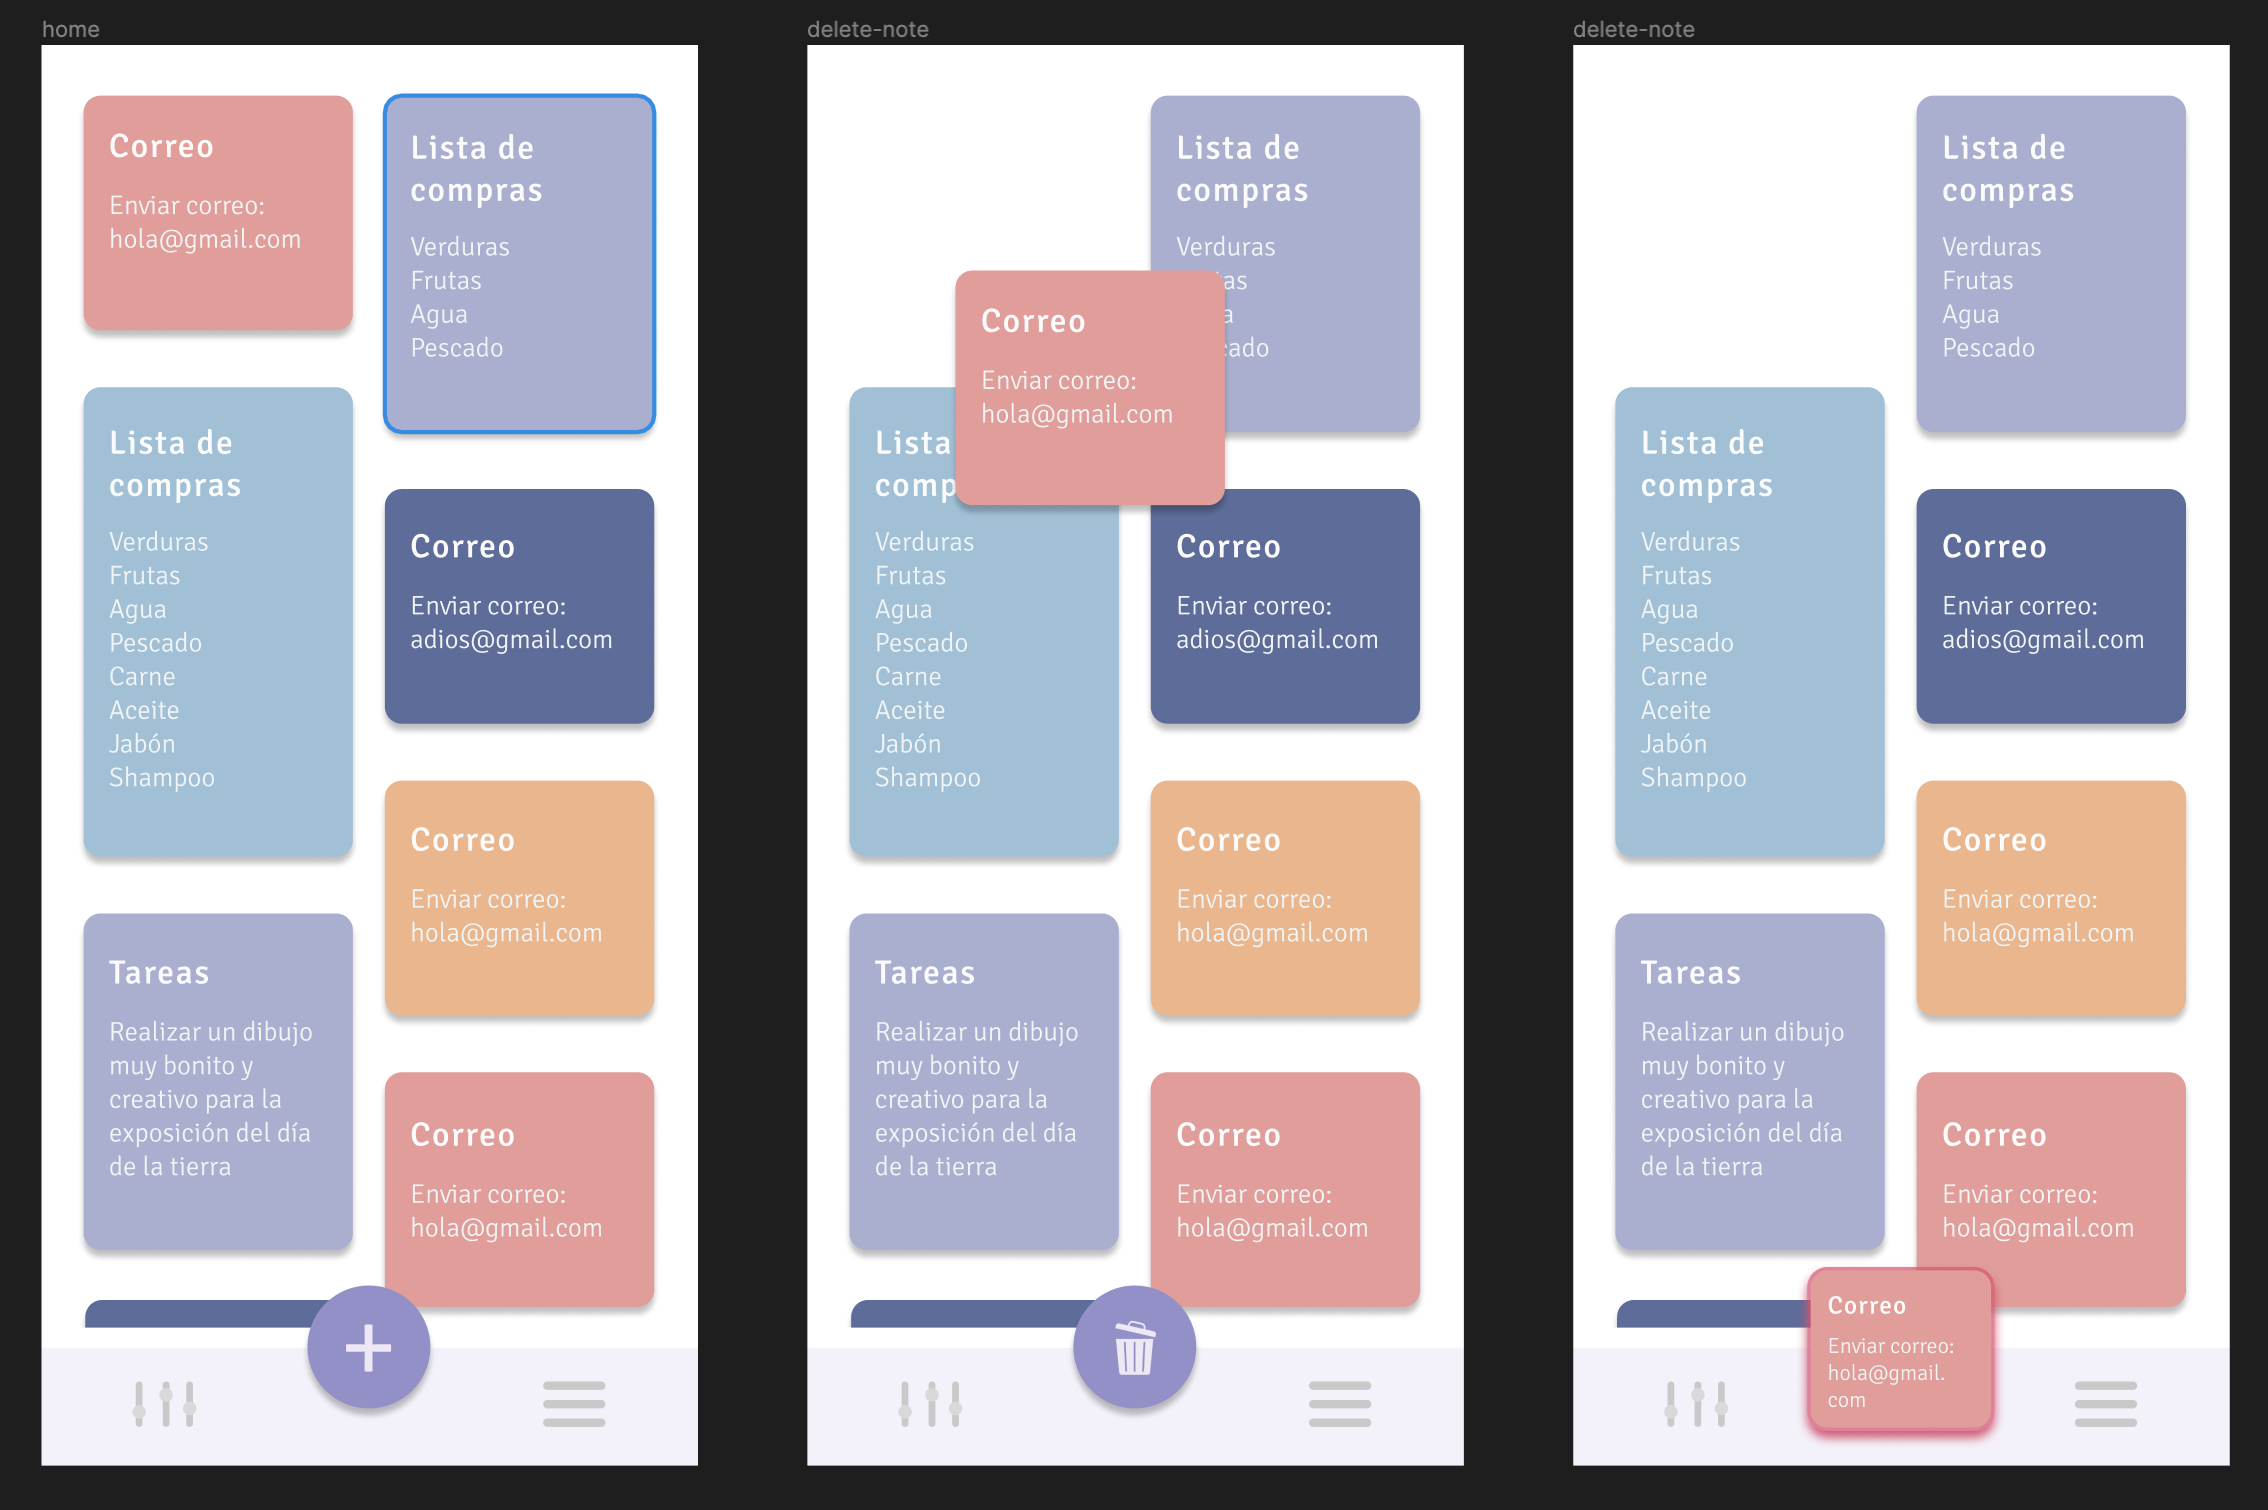 home
Correo
Enviar correo:
hola@gmail.com
Lista de
compras
Verduras
Frutas
Agua
Pescado
Carne
Aceite
Jabón
Shampoo
Tareas
Realizar un dibujo
muy bonito y
creativo para la
exposición del día
de la tierra
Lista de
compras
Verduras
Frutas
Agua
Pescado
Correo
Enviar correo:
adios@gmail.com
Correo
Enviar correo:
hola@gmail.com
Correo
Enviar correo:
hola@gmail.com
delete-note
Correo
Enviar correo:
hola@gmail.com
Lista
comp
Verduras
Frutas
Agua
Pescado
Carne
Aceite
Jabón
Shampoo
Tareas
Realizar un dibujo
muy bonito y
creativo para la
exposición del día
de la tierra
Lista de
compras
Verduras
as
a
cado
Correo
Enviar correo:
adios@gmail.com
Correo
Enviar correo:
hola@gmail.com
Correo
Enviar correo:
hola@gmail.com
delete-note
Lista de
compras
Verduras
Frutas
Agua
Pescado
Carne
Aceite
Jabón
Shampoo
Tareas
Realizar un dibujo
muy bonito y
creativo para la
exposición del día
de la tierra
Lista de
compras
Verduras
Frutas
Agua
Pescado
Correo
Enviar correo:
adios@gmail.com
Correo
Enviar correo:
hola@gmail.com
Correo
Enviar correo:
hola@gmail.com
Correo
Enviar correo:
hola@gmail.
com